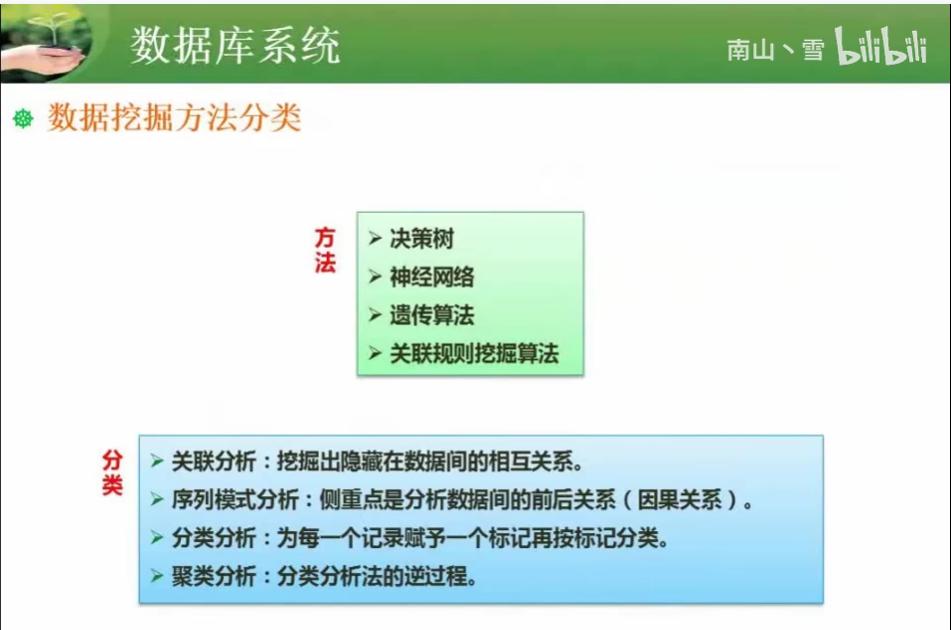 数据库系统
南山丶雪 bilibili
数据挖掘方法分类
方法
决策树
神经网络
遗传算法
关联规则挖掘算法
分类
关联分析：挖掘出隐藏在数据间的相互关系。
序列模式分析：侧重点是分析数据间的前后关系（因果关系）。
分类分析：为每一个记录赋予一个标记再按标记分类。
聚类分析：分类分析法的逆过程。